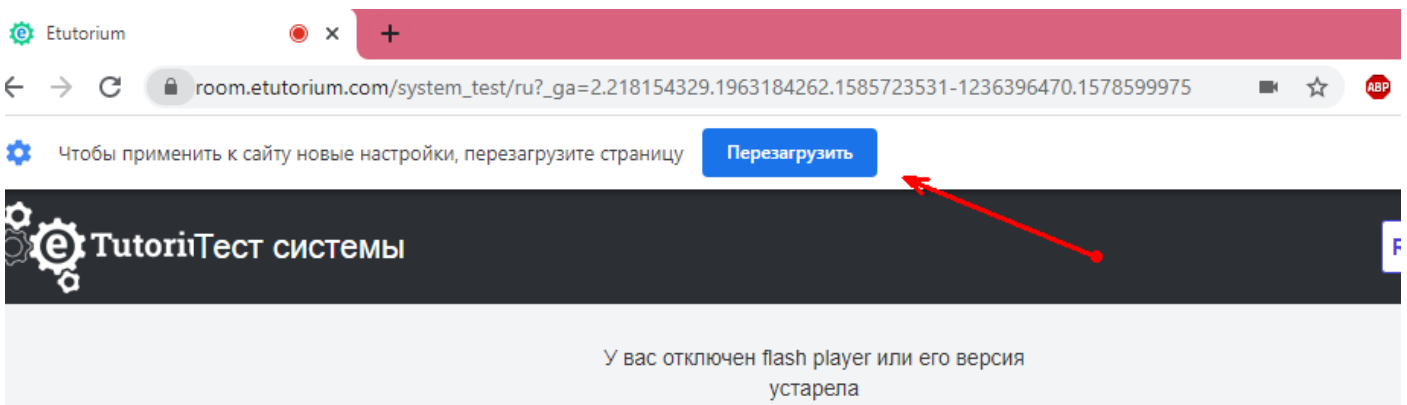 Etutorium
room.etutorium.com/system_test/ru?_ga=2.218154329.1963184262.1585723531-1236396470.1578599975
ABP
Чтобы применить к сайту новые настройки, перезагрузите страницу Перезагрузить
eTutorii Тест системы
У вас отключен flash player или его версия
устарела